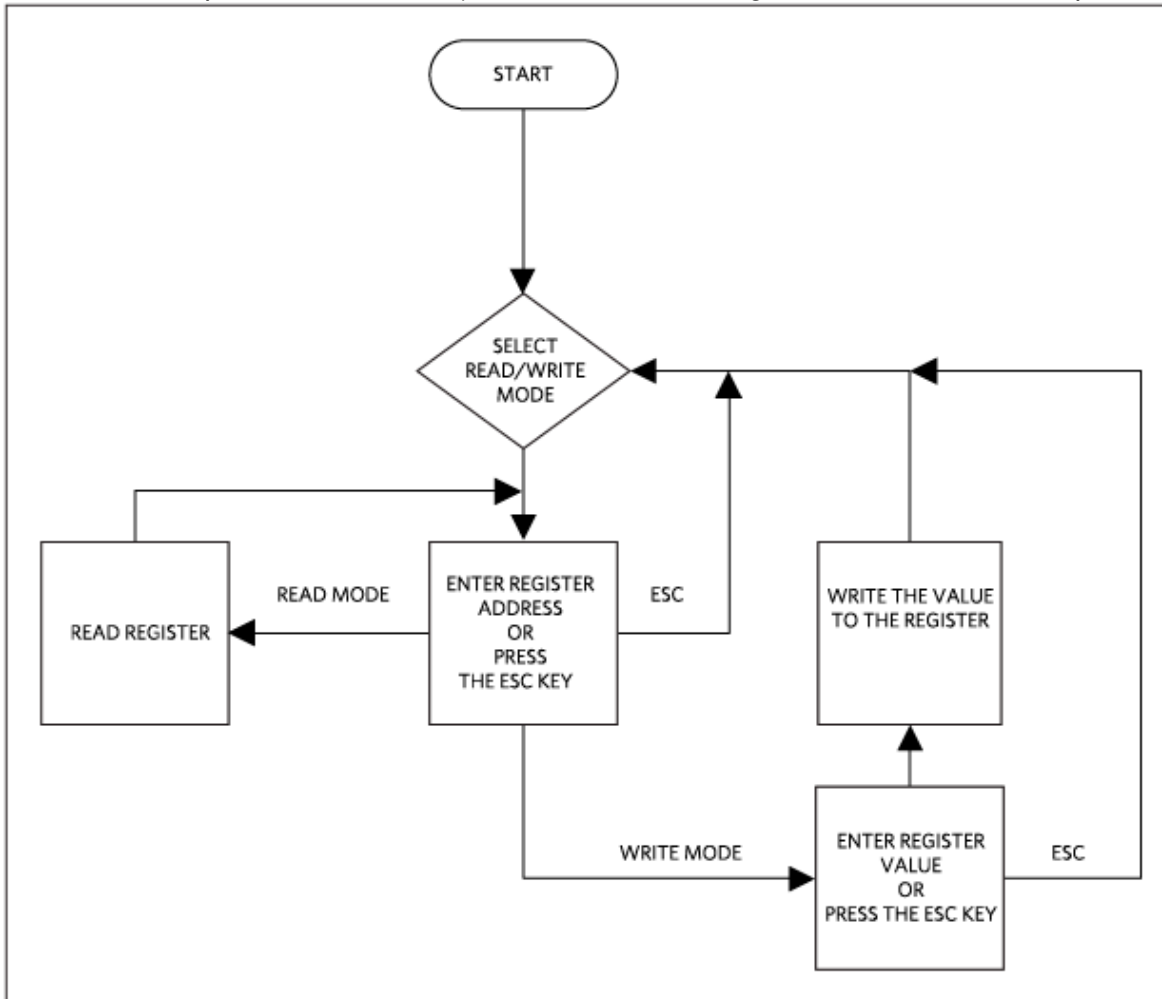 START
SELECT
READ/WRITE
MODE
READ REGISTER
READ MODE
ENTER REGISTER
ADDRESS
OR
PRESS
THE ESC KEY
ESC
WRITE THE VALUE
TO THE REGISTER
WRITE MODE
ENTER REGISTER
VALUE
OR
PRESS THE ESC KEY
ESC